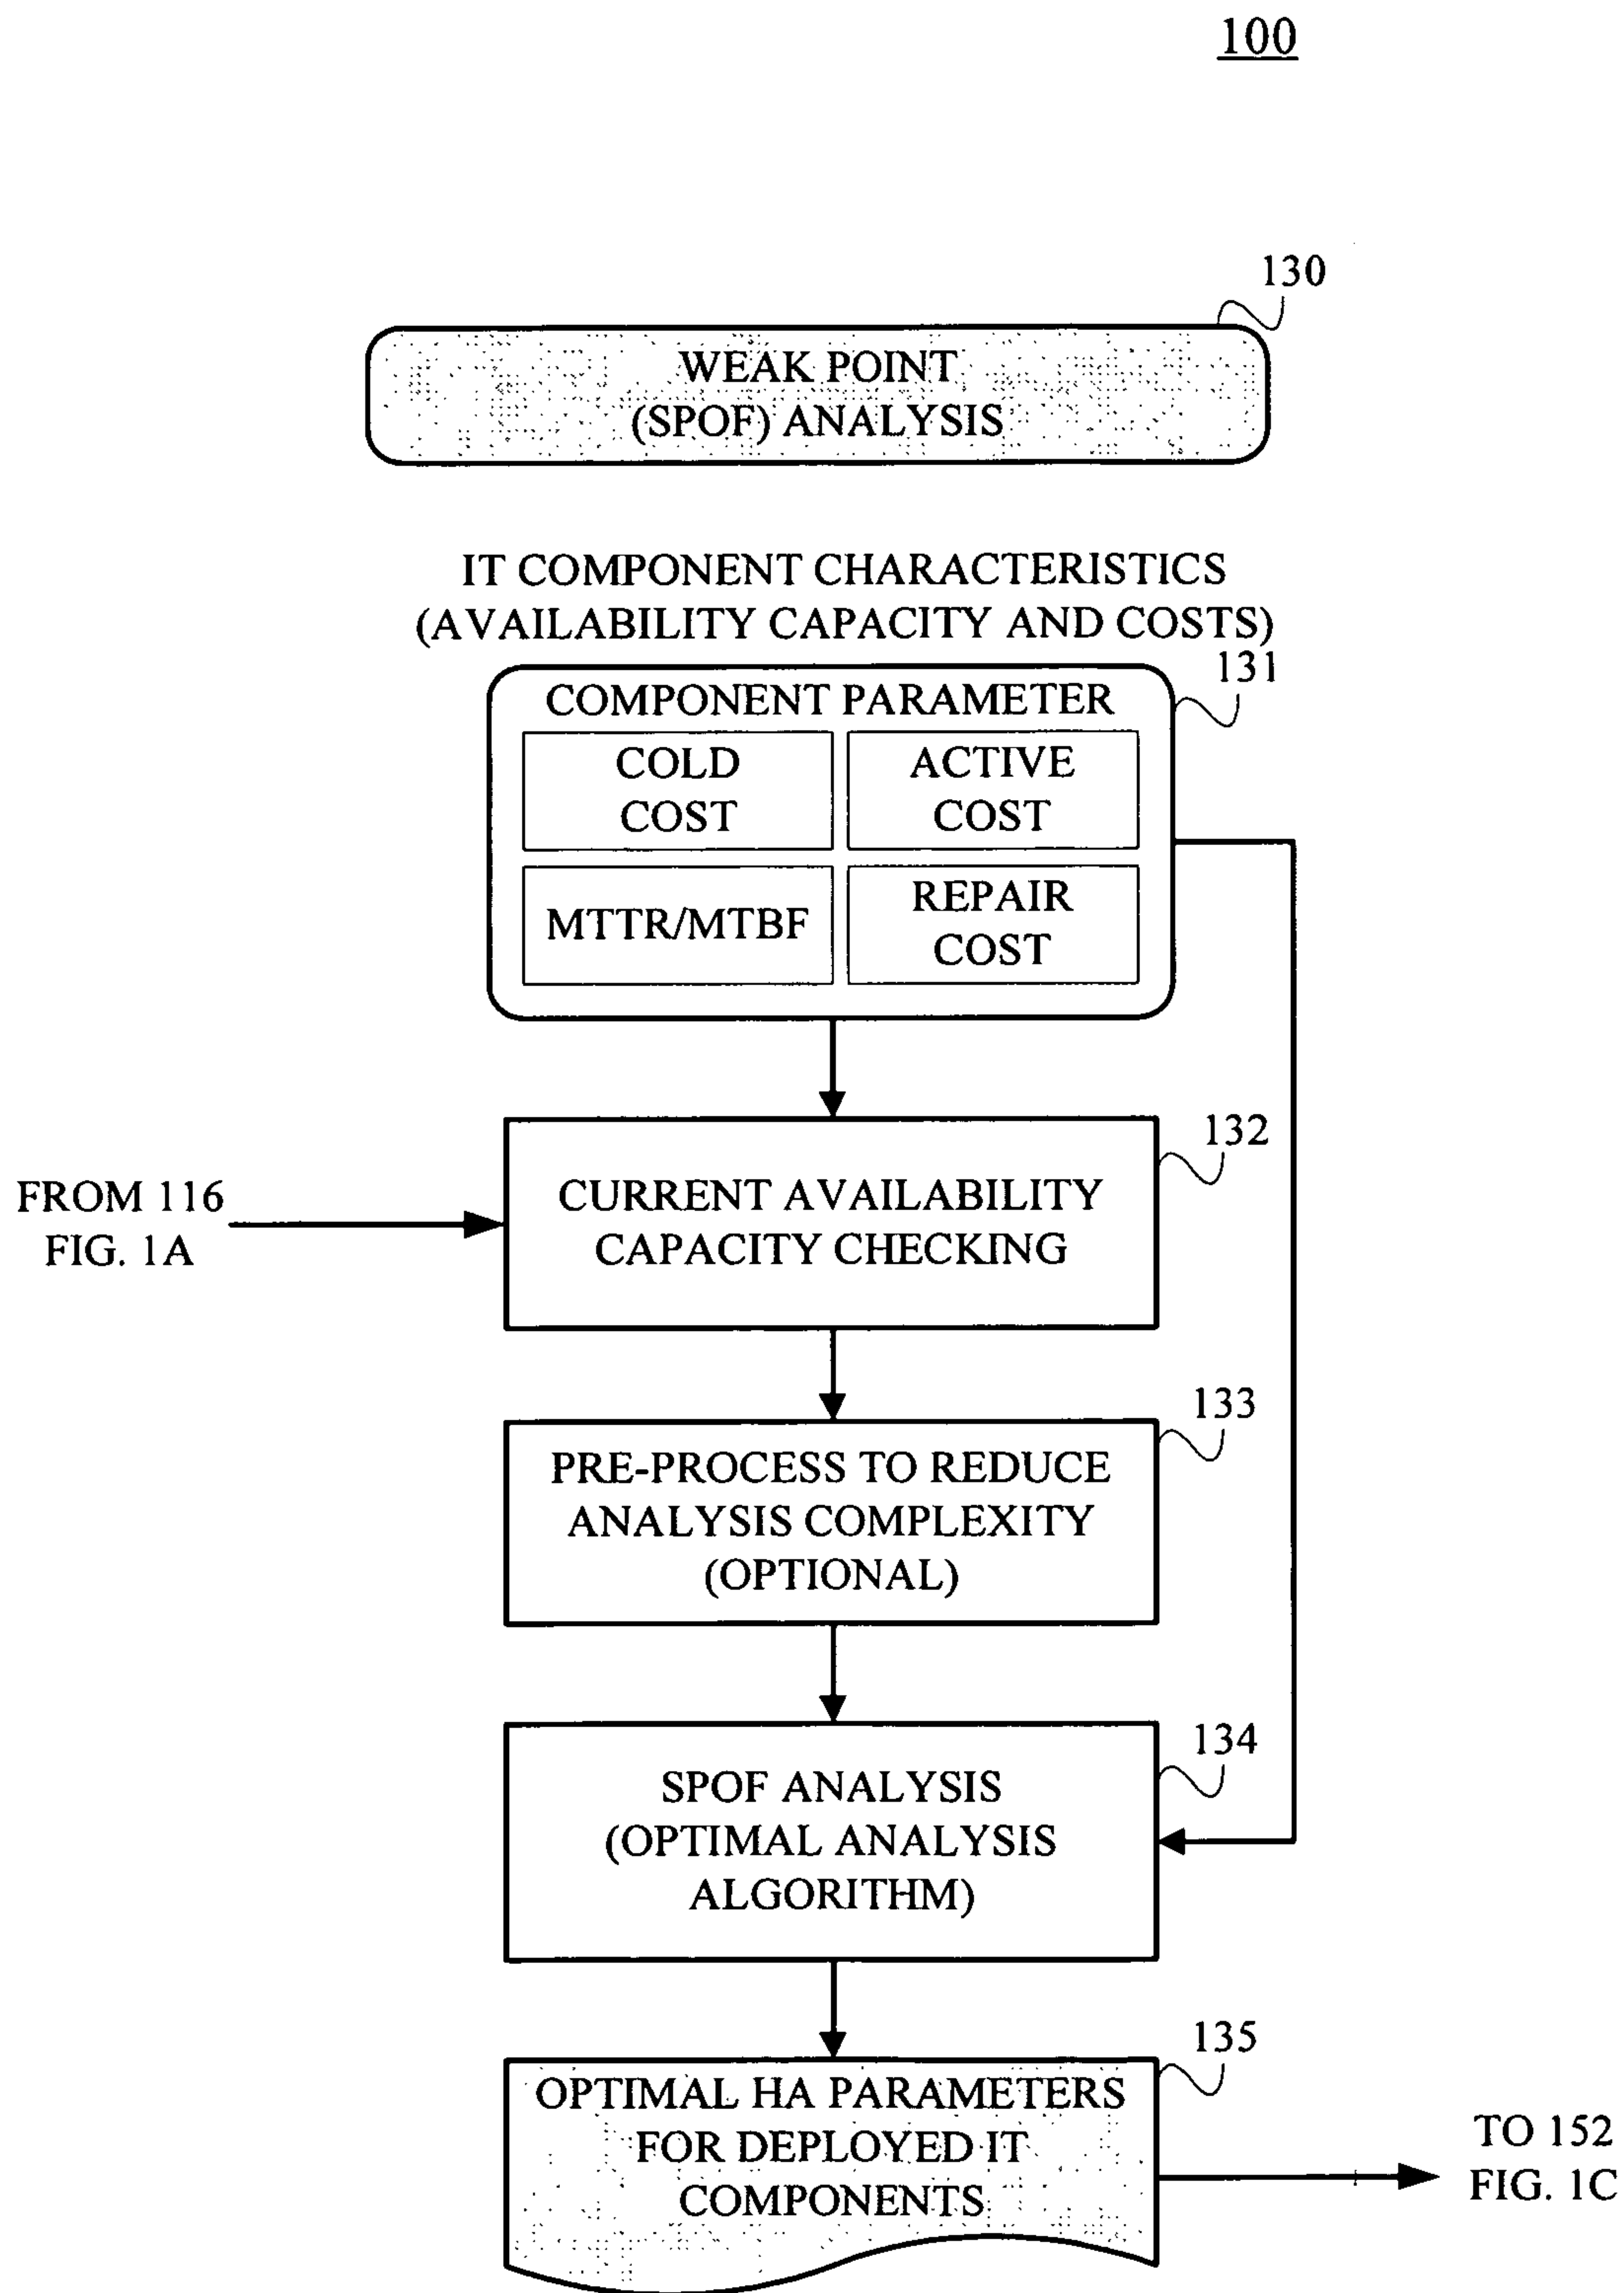 100
130
WEAK POINT
(SPOF) ANALYSIS
IT COMPONENT CHARACTERISTICS
(AVAILABILITY CAPACITY AND COSTS)
131
COMPONENT PARAMETER
COLD
COST
ACTIVE
COST
MTTR/MTBF
REPAIR
COST
132
FROM 116
FIG. 1A
CURRENT AVAILABILITY
CAPACITY CHECKING
133
PRE-PROCESS TO REDUCE
ANALYSIS COMPLEXITY
(OPTIONAL)
134
SPOF ANALYSIS
(OPTIMAL ANALYSIS
ALGORITHM)
135
OPTIMAL HA PARAMETERS
FOR DEPLOYED IT
COMPONENTS
TO 152
FIG. 1C